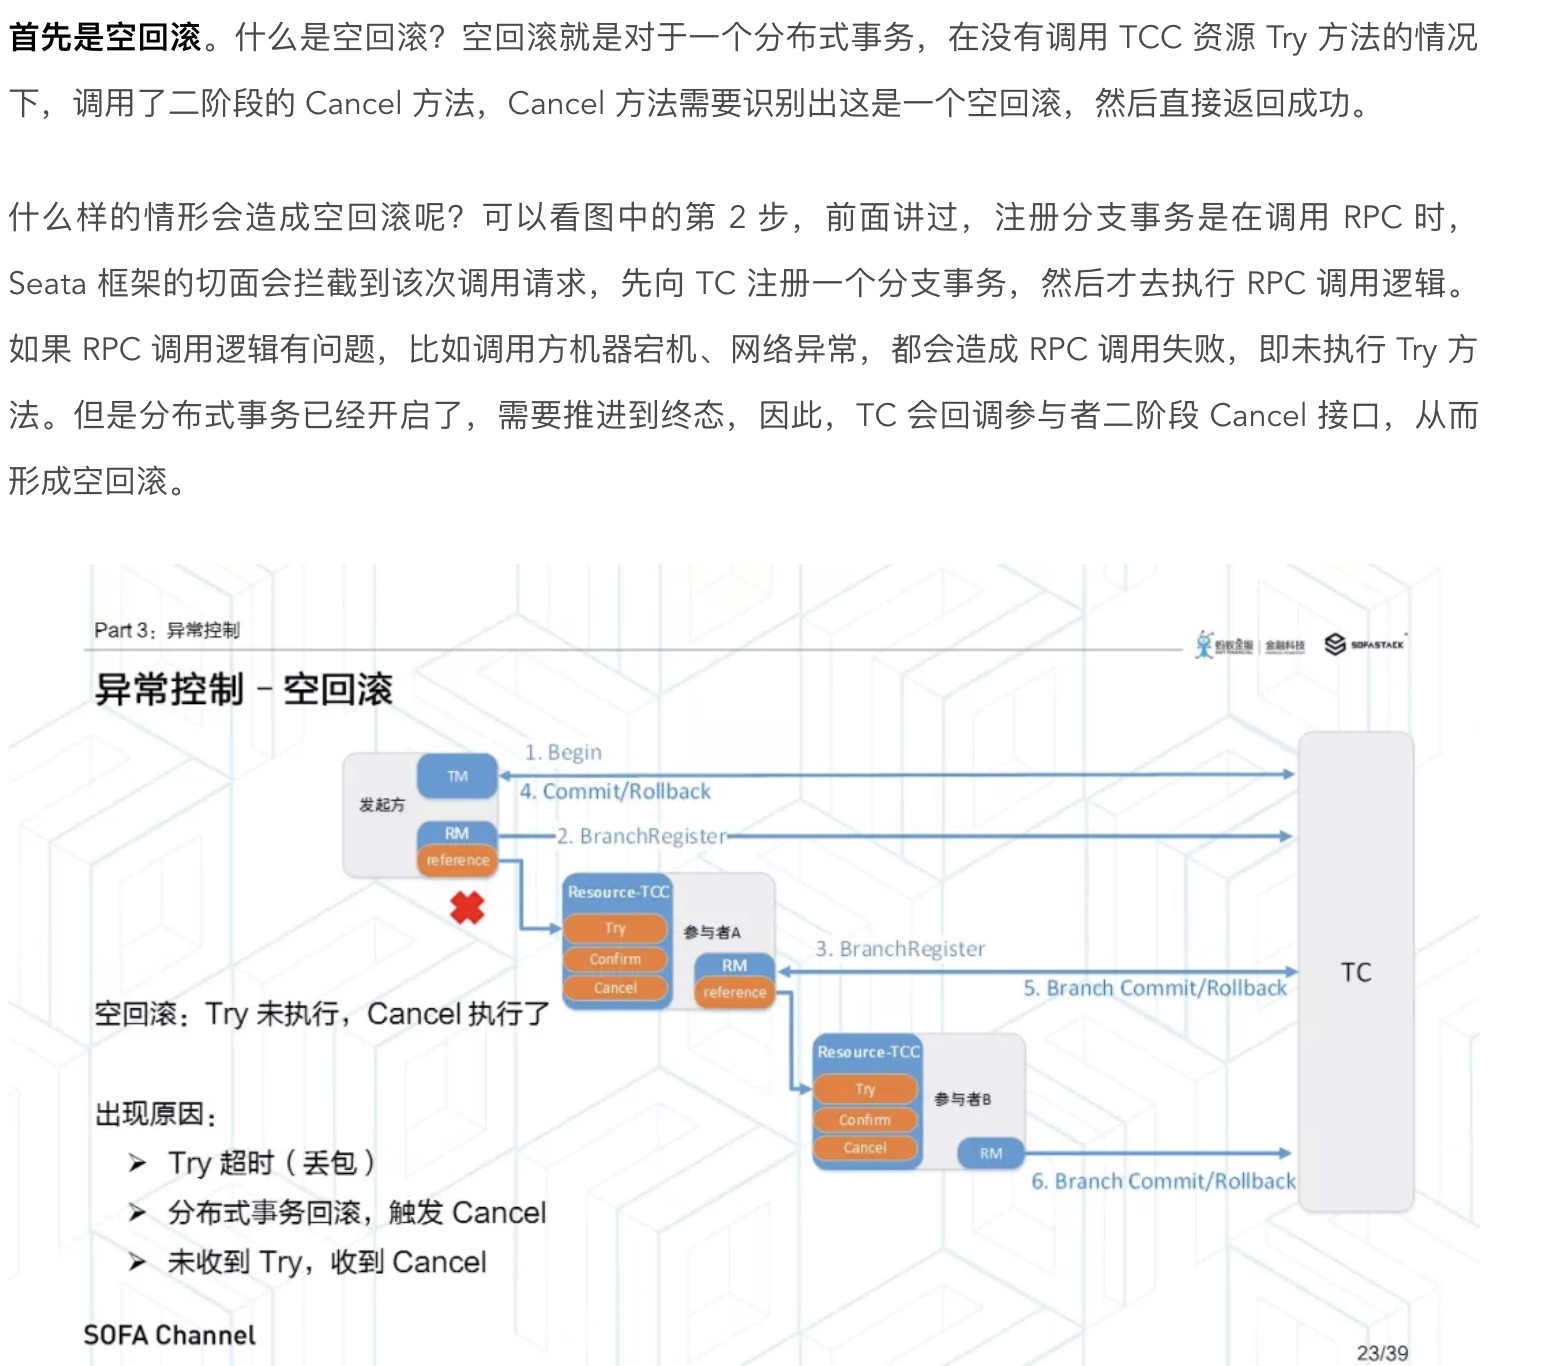 首先是空回滚。什么是空回滚？空回滚就是对于一个分布式事务，在没有调用 TCC 资源 Try 方法的情况
下，调用了二阶段的 Cancel 方法，Cancel 方法需要识别出这是一个空回滚，然后直接返回成功。
什么样的情形会造成空回滚呢？可以看图中的第 2 步，前面讲过，注册分支事务是在调用 RPC 时，
Seata 框架的切面会拦截到该次调用请求，先向 TC 注册一个分支事务，然后才去执行 RPC 调用逻辑。
如果 RPC 调用逻辑有问题，比如调用方机器宕机、网络异常，都会造成 RPC 调用失败，即未执行 Try 方
法。但是分布式事务已经开启了，需要推进到终态，因此，TC 会回调参与者二阶段 Cancel 接口，从而
形成空回滚。
Part 3：异常控制
蚂蚁金服 金融科技 SOFASTACK
异常控制 – 空回滚
1. Begin
TM
4. Commit/Rollback
发起方
RM
2. BranchRegister
reference
Resource-TCC
Try
参与者A
Confirm
Cancel
RM
reference
3. BranchRegister
5. Branch Commit/Rollback
TC
空回滚：Try 未执行，Cancel 执行了
Resource-TCC
Try
参与者B
Confirm
Cancel
RM
6. Branch Commit/Rollback
出现原因：
➢ Try 超时（丢包）
➢ 分布式事务回滚，触发 Cancel
➢ 未收到 Try，收到 Cancel
SOFA Channel
23/39